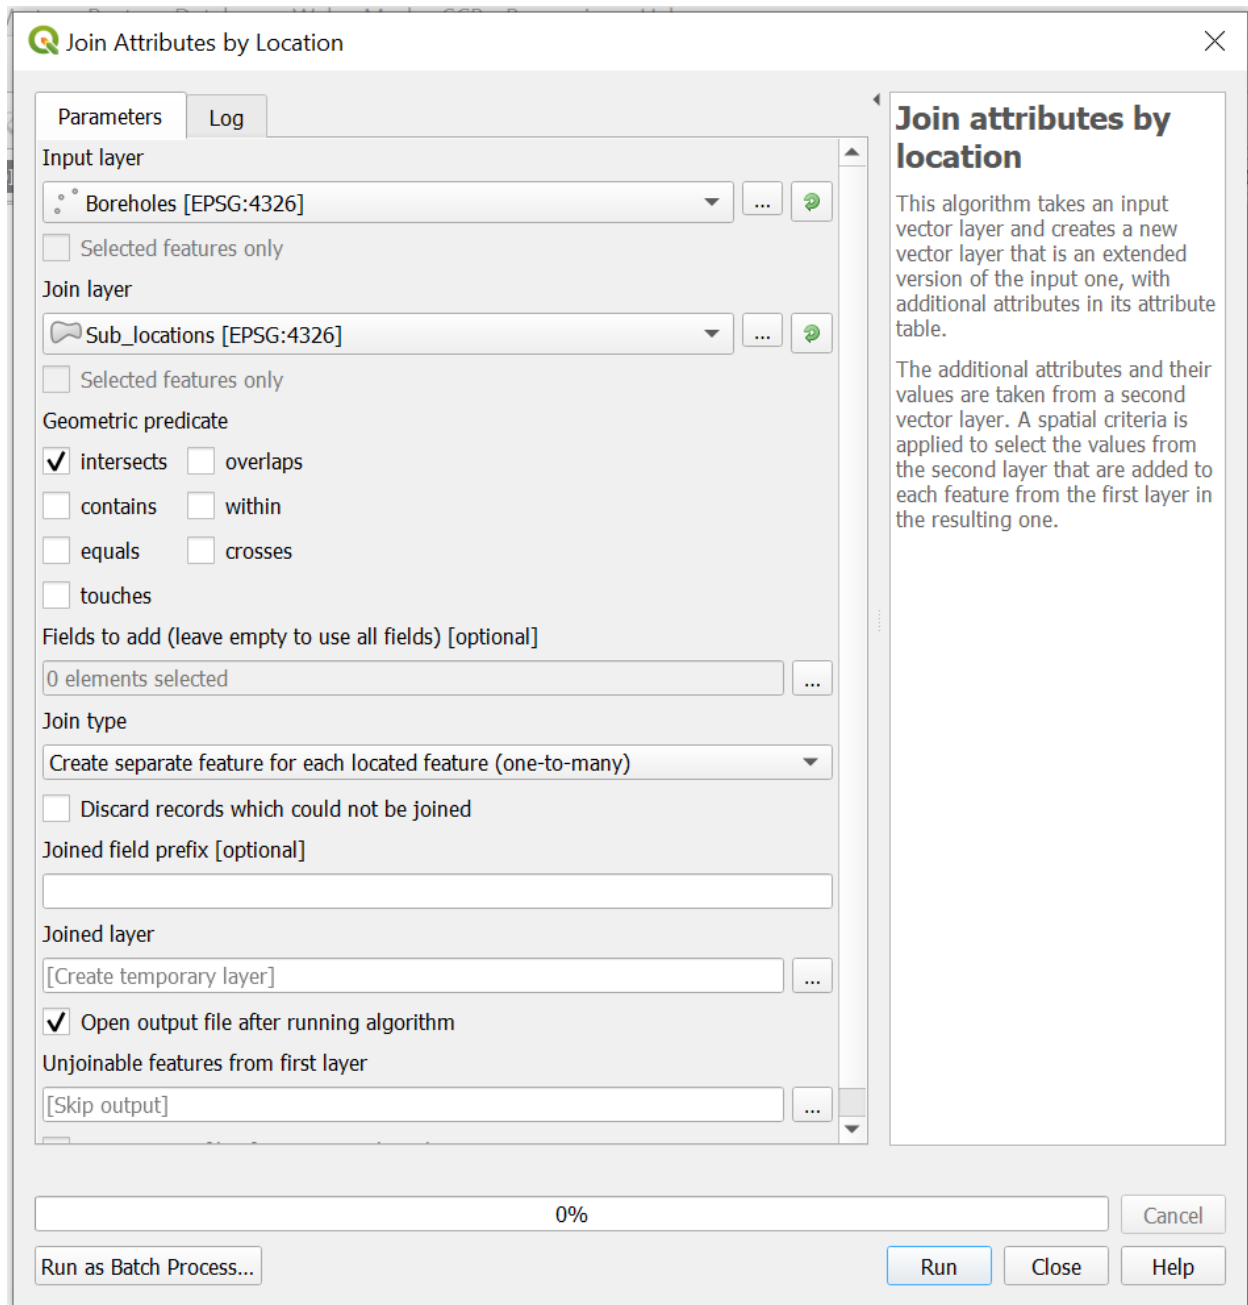 Join Attributes by Location
Parameters
Log
Input layer
Boreholes [EPSG:4326]
...
Selected features only
Join layer
Sub_locations [EPSG:4326]
...
Selected features only
Geometric predicate
intersects
overlaps
contains
within
equals
crosses
touches
Fields to add (leave empty to use all fields) [optional]
0 elements selected
...
Join type
Create separate feature for each located feature (one-to-many)
Discard records which could not be joined
Joined field prefix [optional]
Joined layer
[Create temporary layer]
...
Open output file after running algorithm
Unjoinable features from first layer
[Skip output]
...
Join attributes by
location
This algorithm takes an input
vector layer and creates a new
vector layer that is an extended
version of the input one, with
additional attributes in its attribute
table.
The additional attributes and their
values are taken from a second
vector layer. A spatial criteria is
applied to select the values from
the second layer that are added to
each feature from the first layer in
the resulting one.
0%
Cancel
Run as Batch Process...
Run
Close
Help